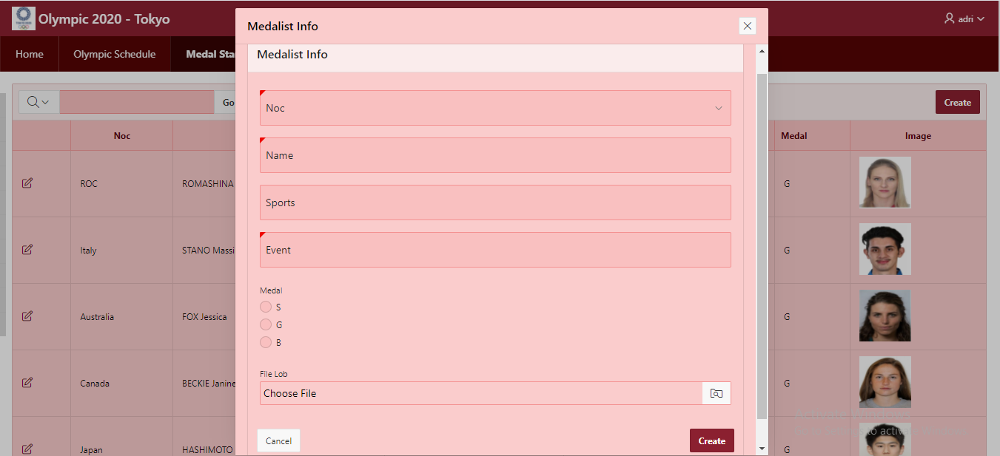 Olympic 2020 - Tokyo
adri
Home
Olympic Schedule
Medal Sta
Medalist Info
Medalist Info
Go
Create
Noc
Medal
Image
Noc
Name
Sports
Event
Medal
S
G
B
File Lob
Choose File
Cancel
Create
ROC
ROMASHINA
G
Italy
STANO Massi
G
Australia
FOX Jessica
G
Canada
BECKIE Janine
G
Japan
HASHIMOTO
G
Activate Windows